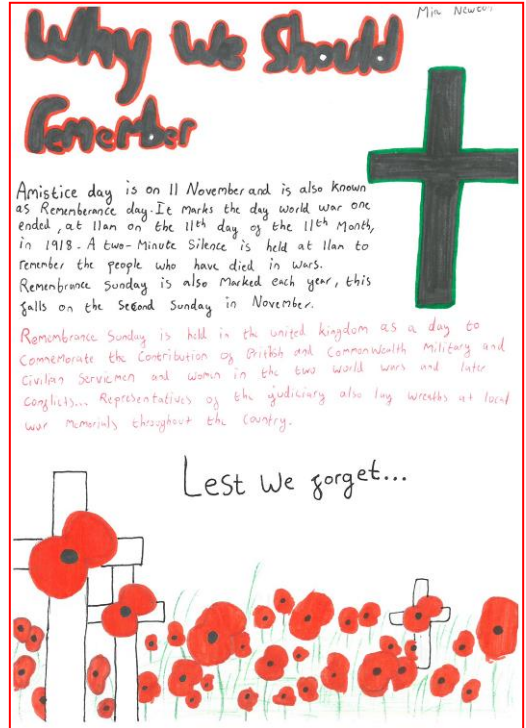 Mia Newton
Why We Should
Remember
Amistice day is on 11 November and is also known
as Rememberance day. It marks the day world war one
ended, at 11am on the 11th day of the 11th Month,
in 1918. A two-Minute Silence is held at 11am to
remember the people who have died in wars.
Remembrance Sunday is also Marked each year, this
falls on the Second Sunday in November.
Remembrance Sunday is held in the united kingdom as a day to
Commemorate the Contribution of British and Commonwealth Military and
Civilian Servicmen and Women in the two world wars and later
Conflicts... Representatives of the judiciary also lay wreaths at local
war Memorials throughout the Country.
Lest We forget...